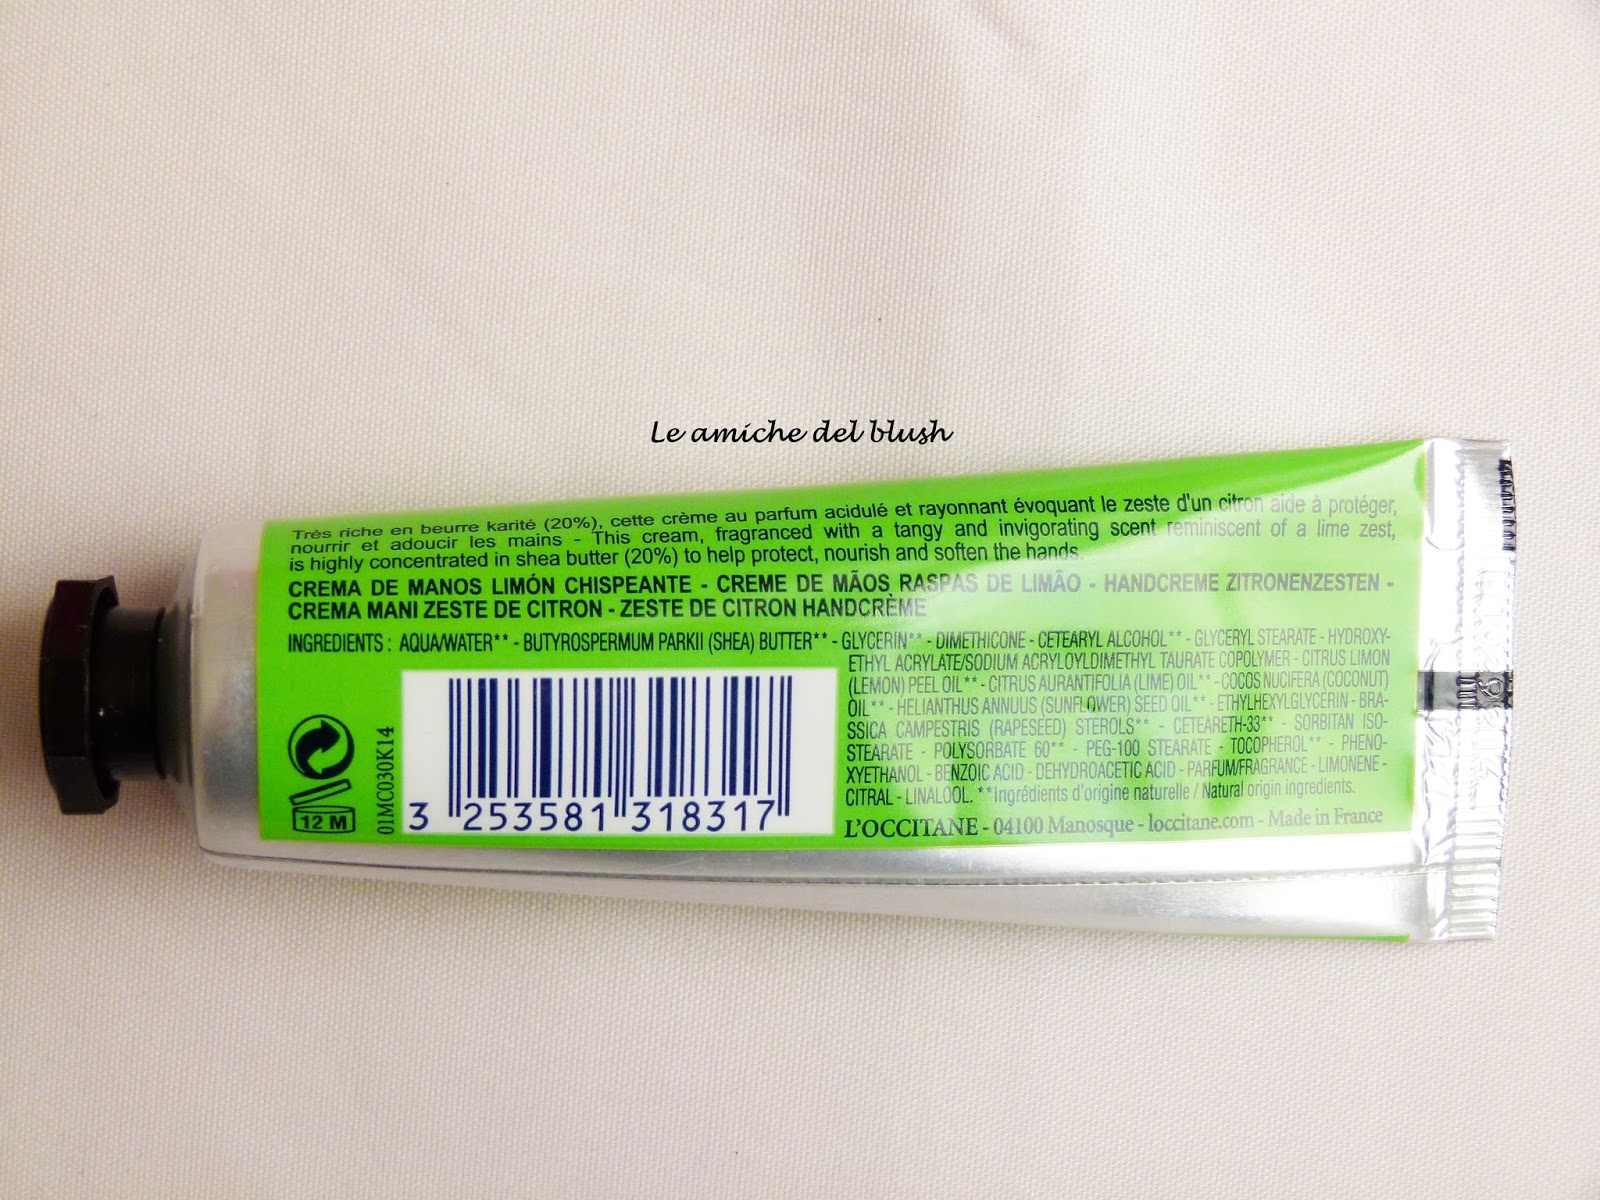 Le amiche del blush
Très riche en beurre karité (20%), cette crème au parfum acidulé et rayonnant évoquant le zeste d'un citron aide à protéger,
nourrir et adoucir les mains - This cream, fragranced with a tangy and invigorating scent reminiscent of a lime zest,
is highly concentrated in shea butter (20%) to help protect, nourish and soften the hands.
CREMA DE MANOS LIMÓN CHISPEANTE - CREME DE MÃOS RASPAS DE LIMÃO - HANDCREME ZITRONENZESTEN -
CREMA MANI ZESTE DE CITRON - ZESTE DE CITRON HANDCRÈME
INGREDIENTS : AQUA/WATER** - BUTYROSPERMUM PARKII (SHEA) BUTTER** - GLYCERIN** - DIMETHICONE - CETEARYL ALCOHOL** - GLYCERYL STEARATE - HYDROXY-
ETHYL ACRYLATE/SODIUM ACRYLOYLDIMETHYL TAURATE COPOLYMER - CITRUS LIMON
(LEMON) PEEL OIL** - CITRUS AURANTIFOLIA (LIME) OIL** - COCOS NUCIFERA (COCONUT)
OIL** - HELIANTHUS ANNUUS (SUNFLOWER) SEED OIL** - ETHYLHEXYLGLYCERIN - BRA-
SSICA CAMPESTRIS (RAPESEED) STEROLS** - CETEARETH-33** - SORBITAN ISO-
STEARATE - POLYSORBATE 60** - PEG-100 STEARATE - TOCOPHEROL** - PHENO-
XYETHANOL - BENZOIC ACID - DEHYDROACETIC ACID - PARFUM/FRAGRANCE - LIMONENE -
CITRAL - LINALOOL. **Ingrédients d'origine naturelle / Natural origin ingredients.
L'OCCITANE - 04100 Manosque - loccitane.com - Made in France
12 M
01MC030K14
3 253581 318317